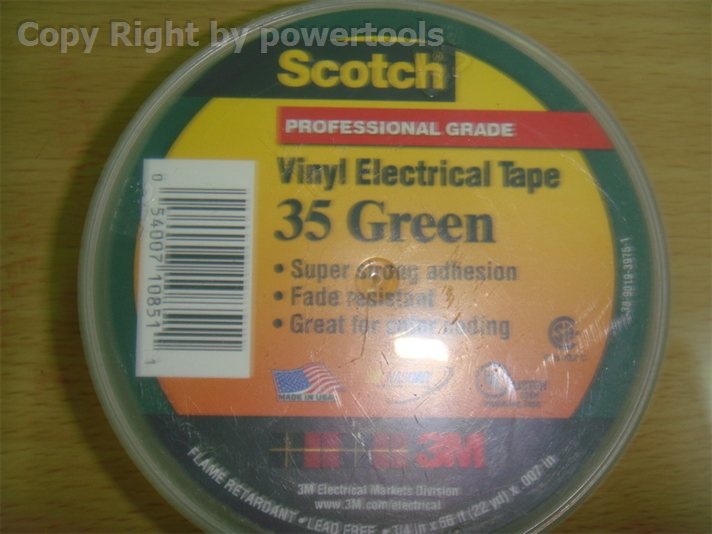 Copy Right by powertools
Scotch
PROFESSIONAL GRADE
Vinyl Electrical Tape
35 Green
• Super strong adhesion
• Fade resistant
• Great for color coding
0 54007 10851 1
MADE IN USA
3M
3M Electrical Markets Division
www.3M.com/electrical
FLAME RETARDANT • LEAD FREE • 3/4 in x 66 ft (22 yd) x .007 in